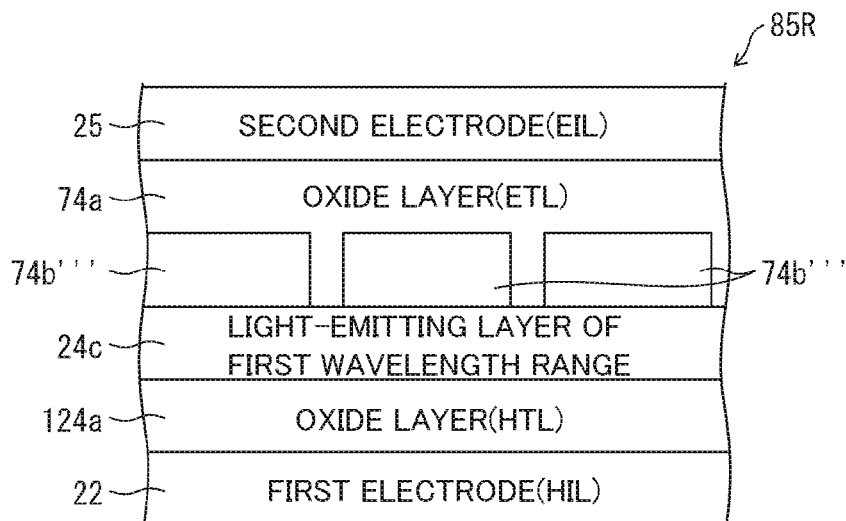 85R
25
SECOND ELECTRODE(EIL)
74a
OXIDE LAYER(ETL)
74b'''
74b'''
24c
LIGHT-EMITTING LAYER OF
FIRST WAVELENGTH RANGE
124a
OXIDE LAYER(HTL)
22
FIRST ELECTRODE(HIL)